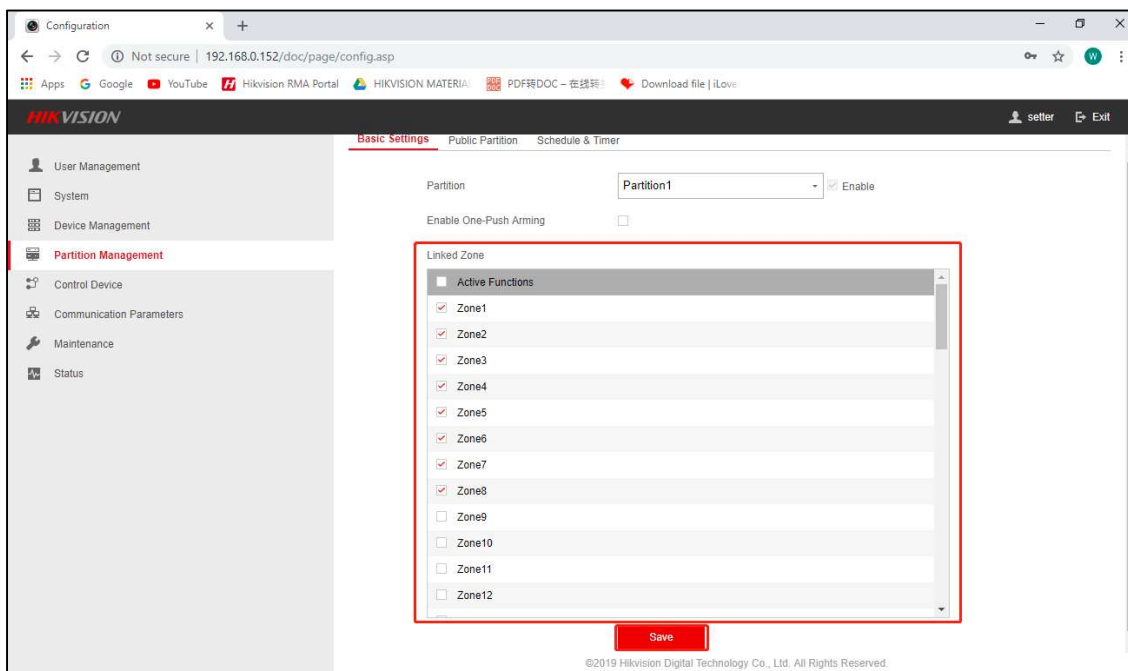 Configuration
Not secure | 192.168.0.152/doc/page/config.asp
W
Apps Google YouTube Hikvision RMA Portal HIKVISION MATERIA PDF转DOC – 在线转 Download file | iLove
HIKVISION setter Exit
Basic Settings Public Partition Schedule & Timer
User Management
System
Device Management
Partition Management
Control Device
Communication Parameters
Maintenance
Status
Partition Partition1 Enable
Enable One-Push Arming
Linked Zone
Active Functions
Zone1
Zone2
Zone3
Zone4
Zone5
Zone6
Zone7
Zone8
Zone9
Zone10
Zone11
Zone12
Save
©2019 Hikvision Digital Technology Co., Ltd. All Rights Reserved.